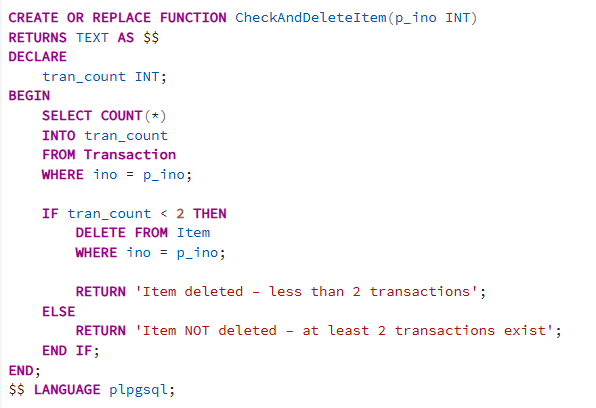 CREATE OR REPLACE FUNCTION CheckAndDeleteItem(p_ino INT)
RETURNS TEXT AS $$
DECLARE
    tran_count INT;
BEGIN
    SELECT COUNT(*)
    INTO tran_count
    FROM Transaction
    WHERE ino = p_ino;

    IF tran_count < 2 THEN
        DELETE FROM Item
        WHERE ino = p_ino;

        RETURN 'Item deleted – less than 2 transactions';
    ELSE
        RETURN 'Item NOT deleted – at least 2 transactions exist';
    END IF;
END;
$$ LANGUAGE plpgsql;